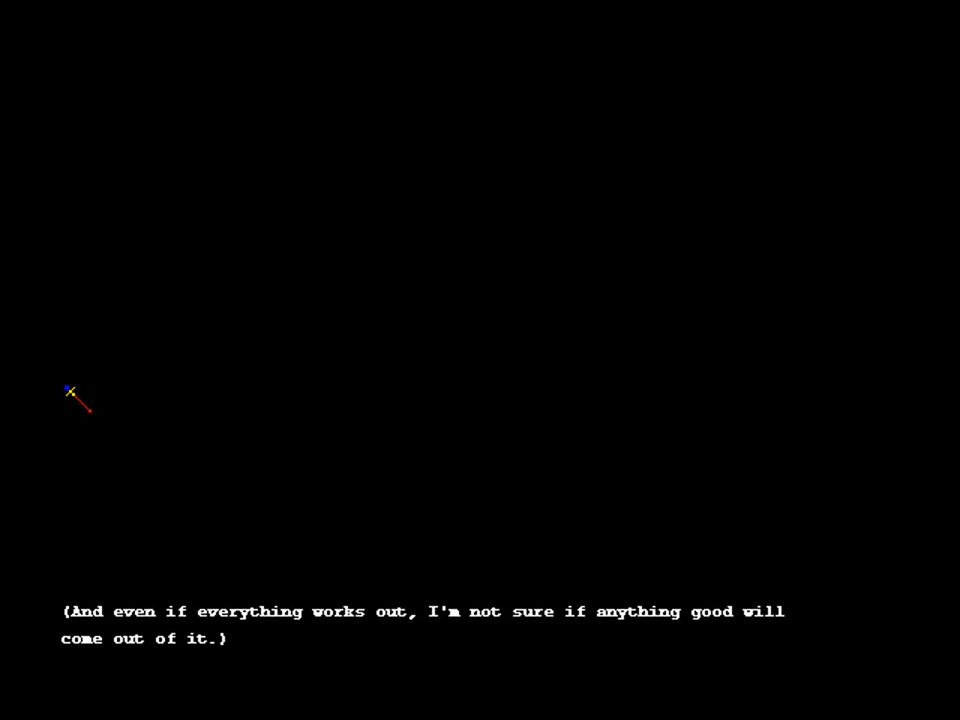 (And even if everything works out, I'm not sure if anything good will
come out of it.)